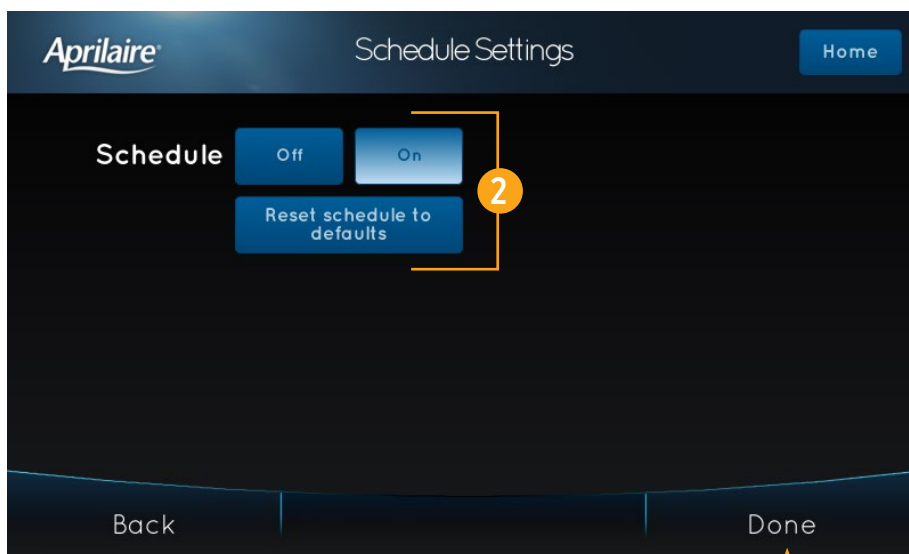 Aprilaire
Schedule Settings
Home
Schedule
Off
On
2
Reset schedule to
defaults
Back
Done